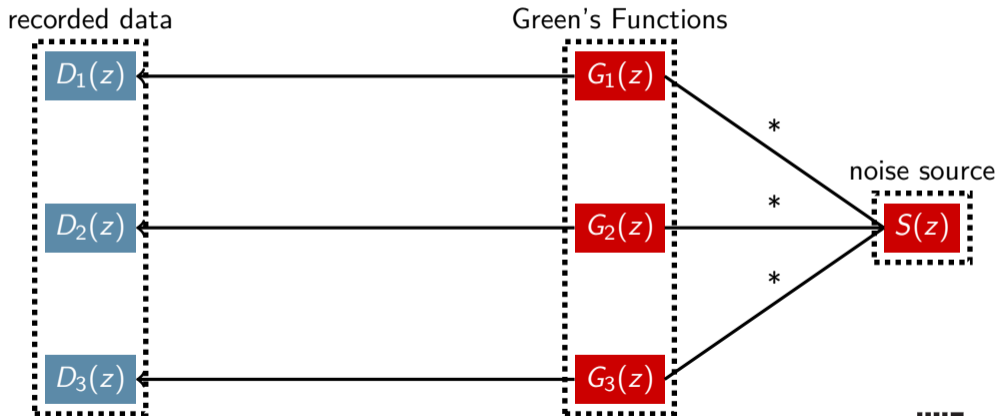 recorded data
Green's Functions
D₁(z)
G₁(z)
*
noise source
D₂(z)
G₂(z)
*
S(z)
*
D₃(z)
G₃(z)